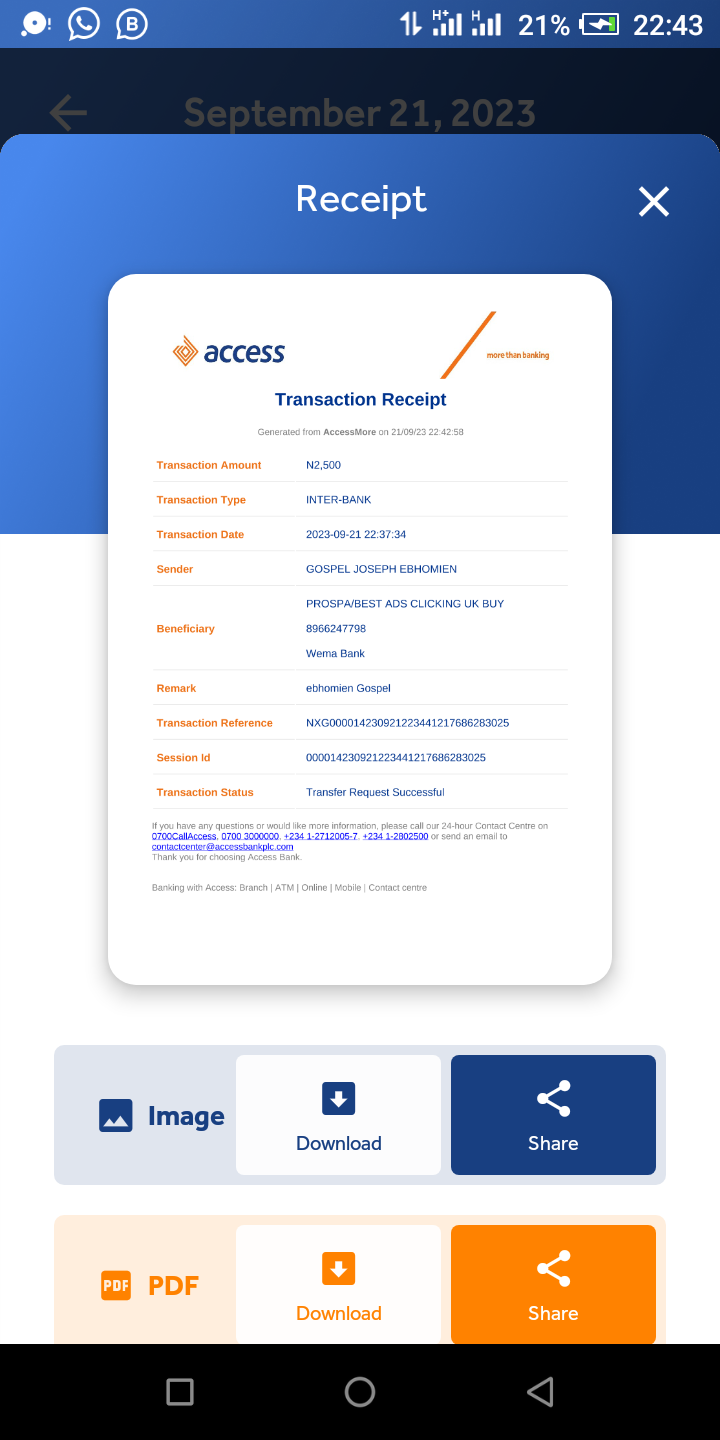 H+ H 21% 22:43
September 21, 2023
Receipt
access
more than banking
Transaction Receipt
Generated from AccessMore on 21/09/23 22:42:58
Transaction Amount N2,500
Transaction Type INTER-BANK
Transaction Date 2023-09-21 22:37:34
Sender GOSPEL JOSEPH EBHOMIEN
PROSPA/BEST ADS CLICKING UK BUY
Beneficiary 8966247798
Wema Bank
Remark ebhomien Gospel
Transaction Reference NXG000014230921223441217686283025
Session Id 000014230921223441217686283025
Transaction Status Transfer Request Successful
If you have any questions or would like more information, please call our 24-hour Contact Centre on
0700CallAccess, 0700 3000000, +234 1-2712005-7, +234 1-2802500 or send an email to
contactcenter@accessbankplc.com
Thank you for choosing Access Bank.
Banking with Access: Branch | ATM | Online | Mobile | Contact centre
Image
Download
Share
PDF PDF
Download
Share